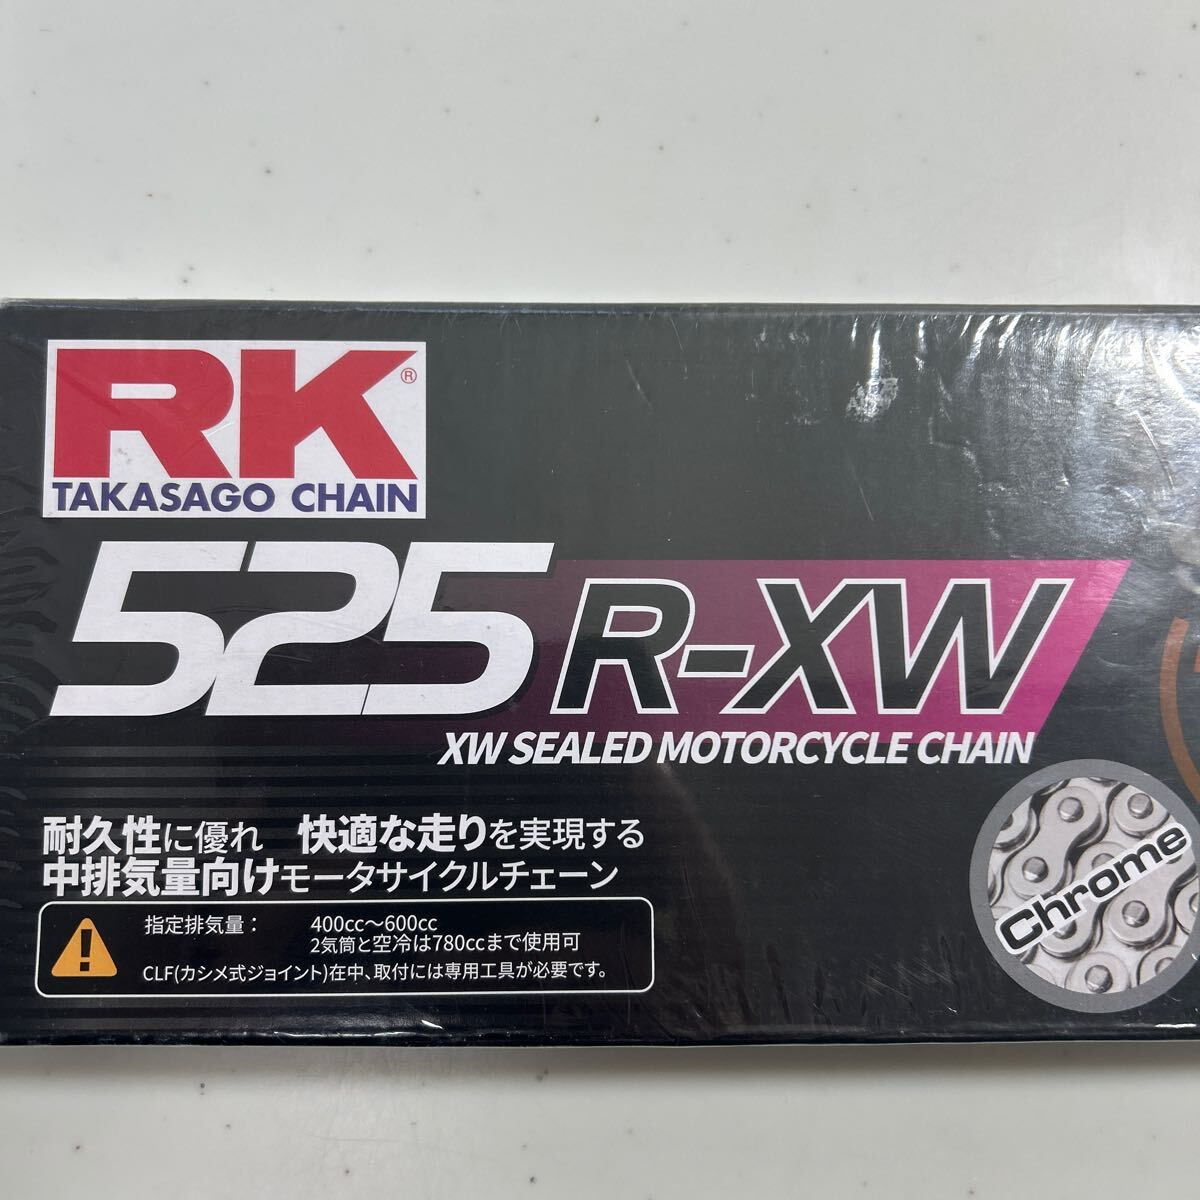 RK®
TAKASAGO CHAIN
525 R-XW
XW SEALED MOTORCYCLE CHAIN
耐久性に優れ 快適な走りを実現する
中排気量向けモータサイクルチェーン
指定排気量： 400cc〜600cc
2気筒と空冷は780ccまで使用可
CLF(カシメ式ジョイント)在中、取付には専用工具が必要です。
Chrome